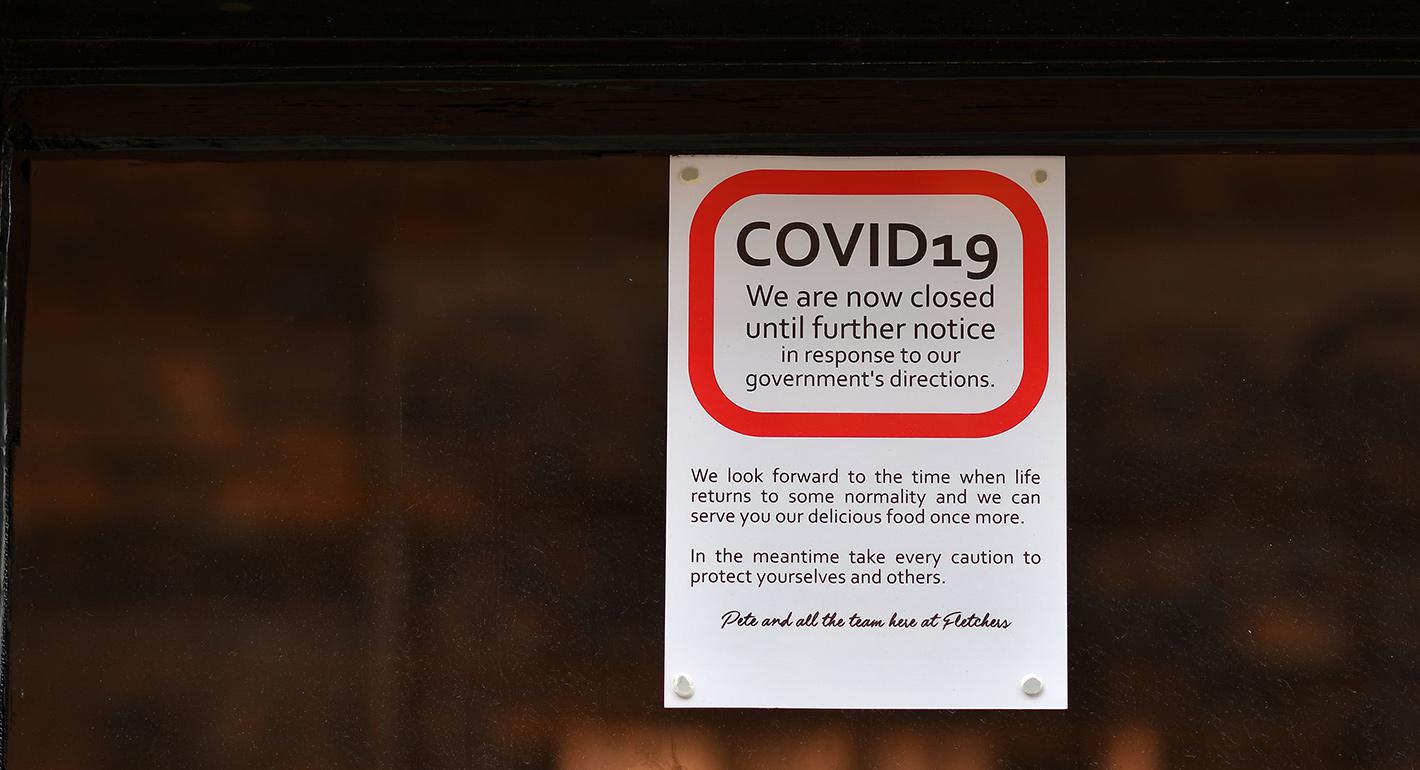 COVID19
We are now closed
until further notice
in response to our
government's directions.
We look forward to the time when life
returns to some normality and we can
serve you our delicious food once more.
In the meantime take every caution to
protect yourselves and others.
Pete and all the team here at Fletchers